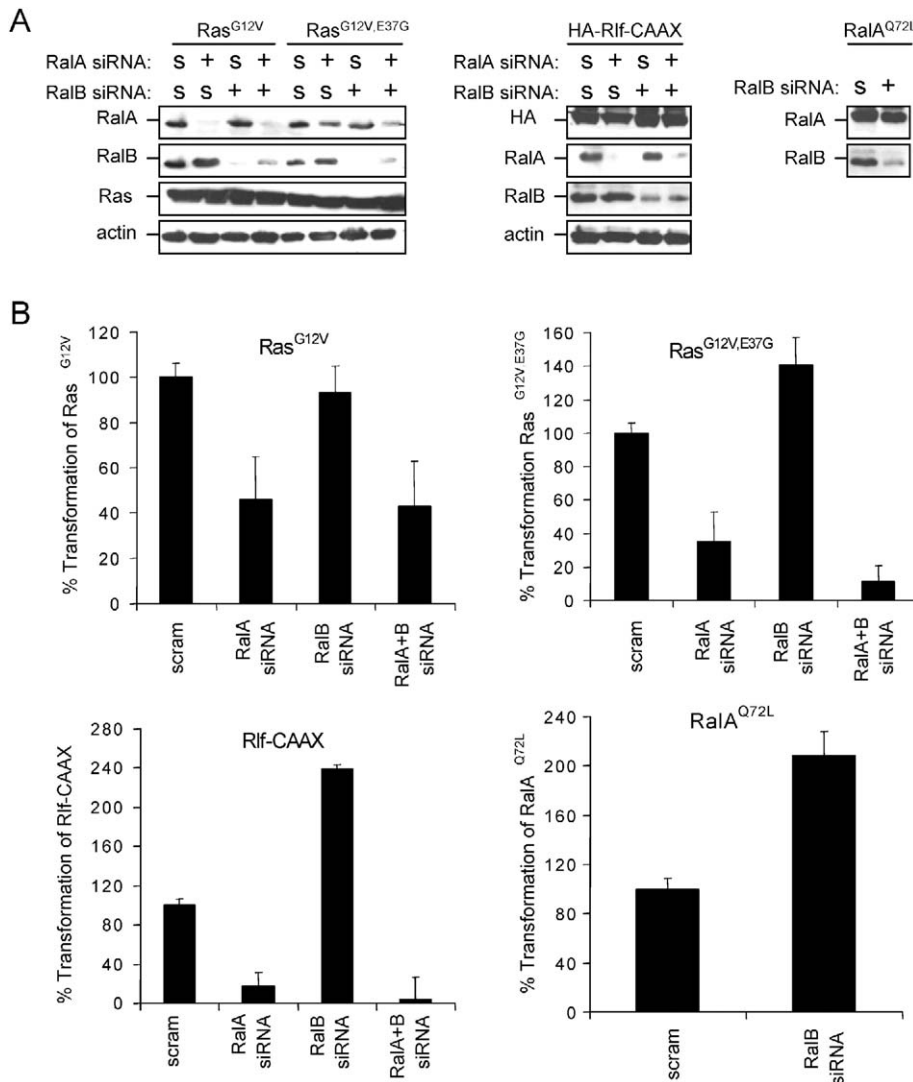 A
Ras^G12V Ras^G12V,E37G
RalA siRNA: S + S + S + S +
RalB siRNA: S S + + S S + +
RalA
RalB
Ras
actin
HA-Rlf-CAAX
RalA siRNA: S + S +
RalB siRNA: S S + +
HA
RalA
RalB
actin
RalA^Q72L
RalB siRNA: S +
RalA
RalB
B
Ras^G12V
% Transformation of Ras^G12V
120
100
80
60
40
20
0
scram
RalA siRNA
RalB siRNA
RalA+B siRNA
Ras^G12V,E37G
% Transformation Ras^G12V,E37G
160
140
120
100
80
60
40
20
0
scram
RalA siRNA
RalB siRNA
RalA+B siRNA
Rlf-CAAX
% Transformation of Rlf-CAAX
280
240
200
160
120
80
40
0
scram
RalA siRNA
RalB siRNA
RalA+B siRNA
RalA^Q72L
% Transformation of RalA^Q72L
240
200
160
120
80
40
0
scram
RalB siRNA